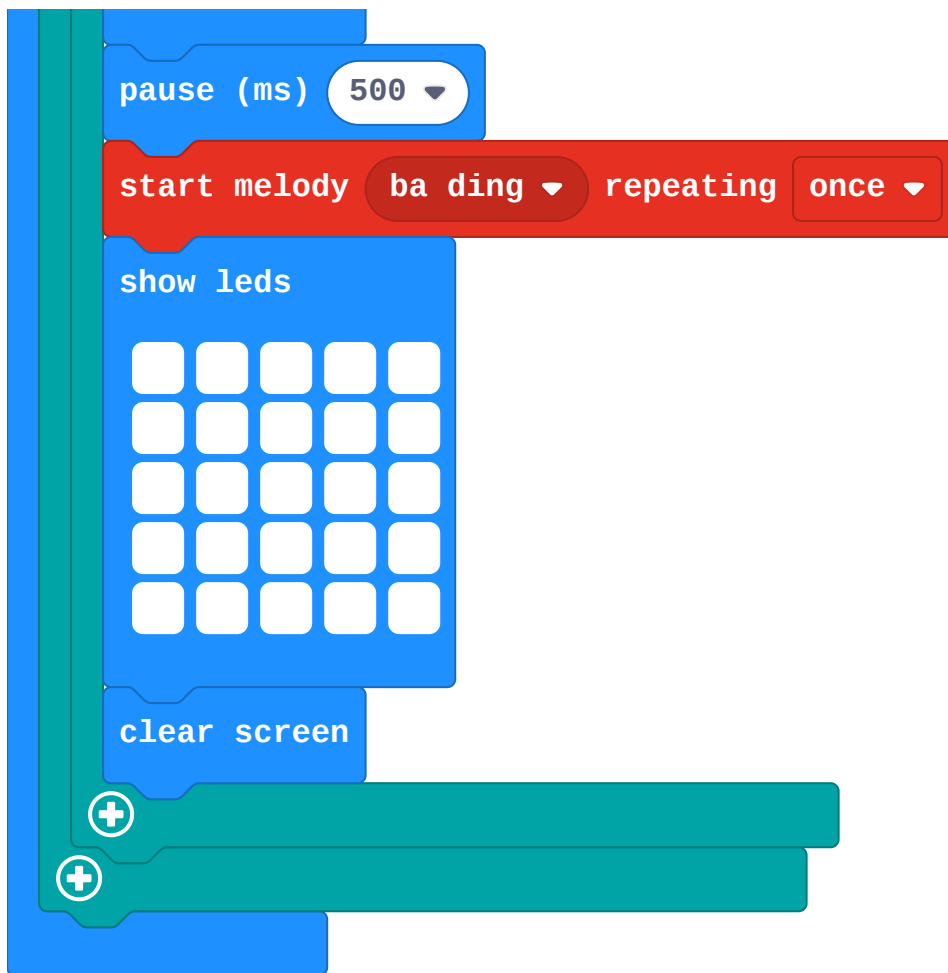 pause (ms) 500
start melody ba ding repeating once
show leds
clear screen